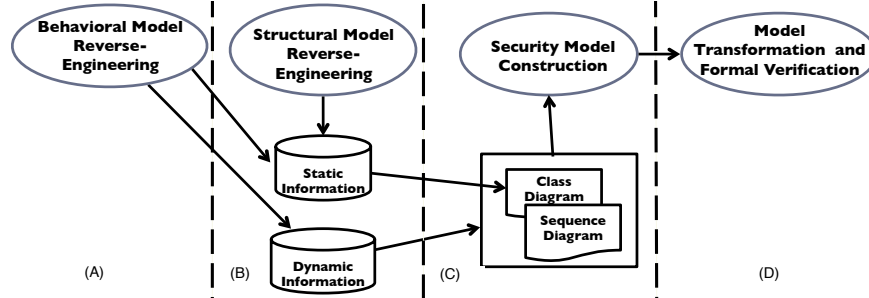 Behavioral Model
Reverse-
Engineering
Structural Model
Reverse-
Engineering
Security Model
Construction
Model
Transformation and
Formal Verification
Static
Information
Class
Diagram
Sequence
Diagram
Dynamic
Information
(A)
(B)
(C)
(D)